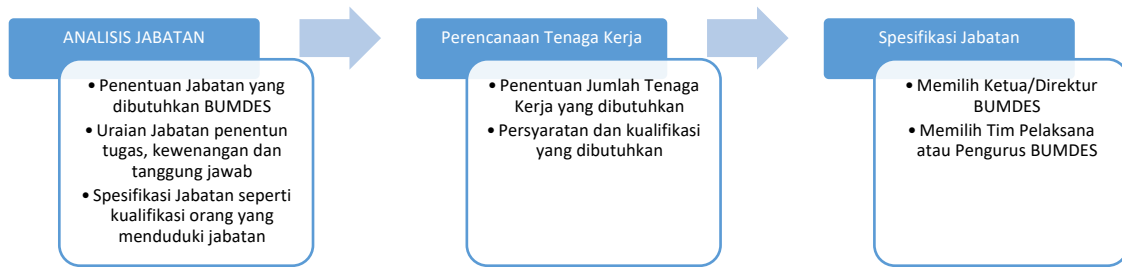 ANALISIS JABATAN
• Penentuan Jabatan yang
dibutuhkan BUMDES
• Uraian Jabatan penentun
tugas, kewenangan dan
tanggung jawab
• Spesifikasi Jabatan seperti
kualifikasi orang yang
menduduki jabatan
Perencanaan Tenaga Kerja
• Penentuan Jumlah Tenaga
Kerja yang dibutuhkan
• Persyaratan dan kualifikasi
yang dibutuhkan
Spesifikasi Jabatan
• Memilih Ketua/Direktur
BUMDES
• Memilih Tim Pelaksana
atau Pengurus BUMDES